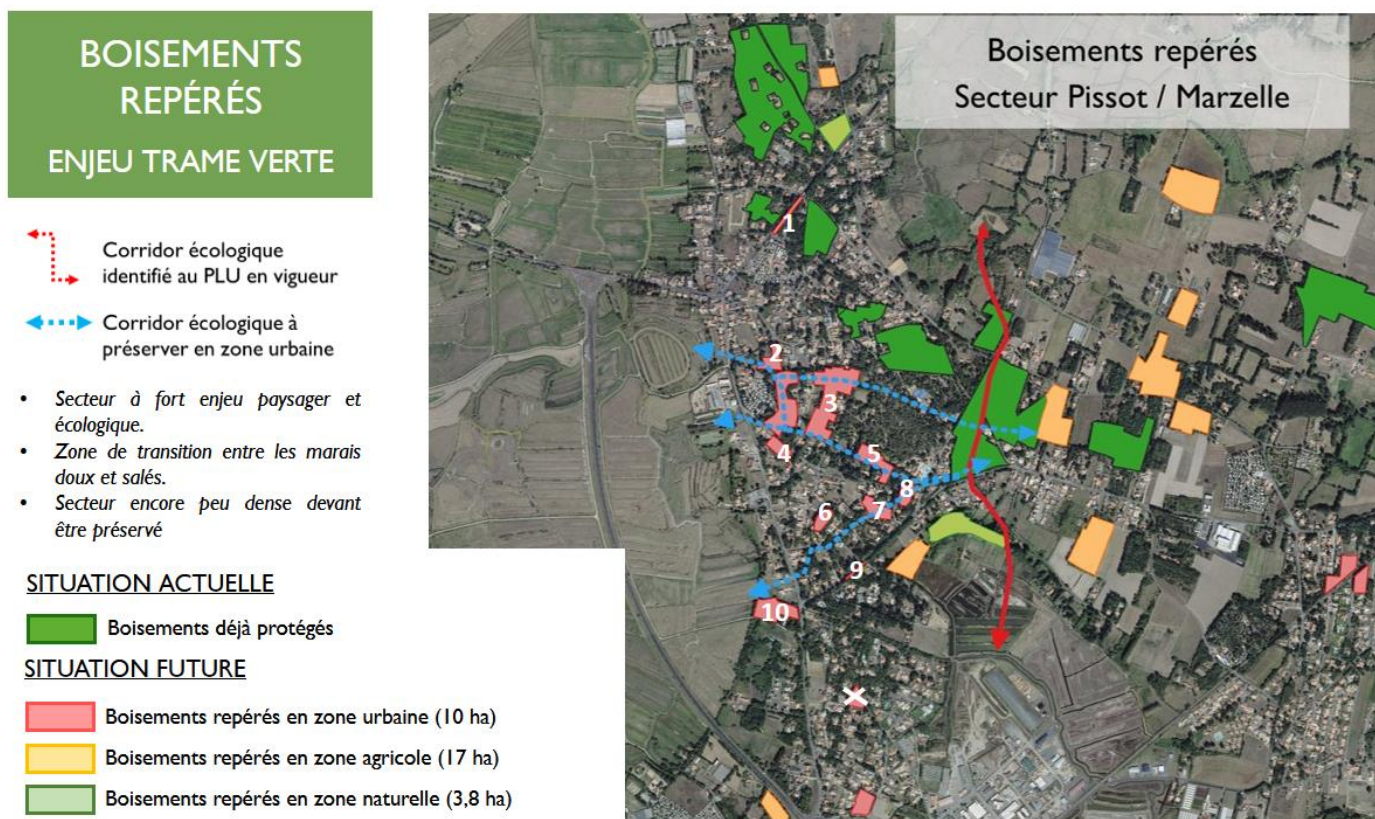 BOISEMENTS
REPÉRÉS
ENJEU TRAME VERTE
Corridor écologique
identifié au PLU en vigueur
Corridor écologique à
préserver en zone urbaine
• Secteur à fort enjeu paysager et
écologique.
• Zone de transition entre les marais
doux et salés.
• Secteur encore peu dense devant
être préservé
SITUATION ACTUELLE
Boisements déjà protégés
SITUATION FUTURE
Boisements repérés en zone urbaine (10 ha)
Boisements repérés en zone agricole (17 ha)
Boisements repérés en zone naturelle (3,8 ha)
Boisements repérés
Secteur Pissot / Marzelle
1
2
3
4
5
8
7
6
9
10